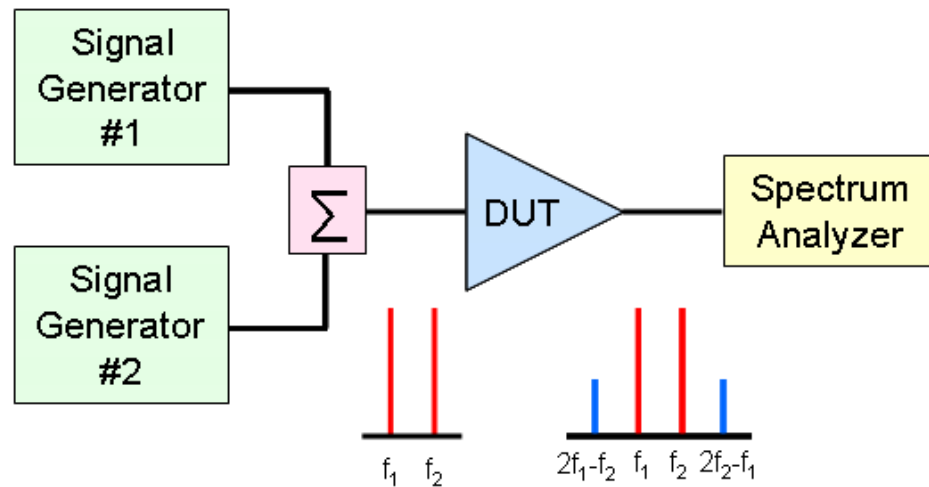 Signal
Generator
#1
Σ
DUT
Spectrum
Analyzer
Signal
Generator
#2
f₁ f₂
2f₁-f₂ f₁ f₂ 2f₂-f₁